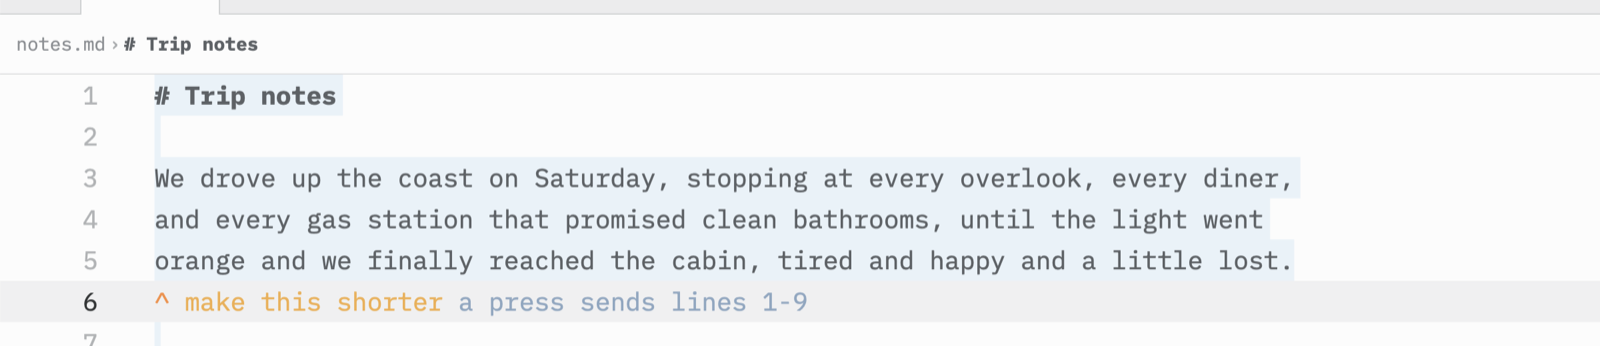 notes.md › # Trip notes
1 # Trip notes
2
3 We drove up the coast on Saturday, stopping at every overlook, every diner,
4 and every gas station that promised clean bathrooms, until the light went
5 orange and we finally reached the cabin, tired and happy and a little lost.
6 ^ make this shorter a press sends lines 1-9
7